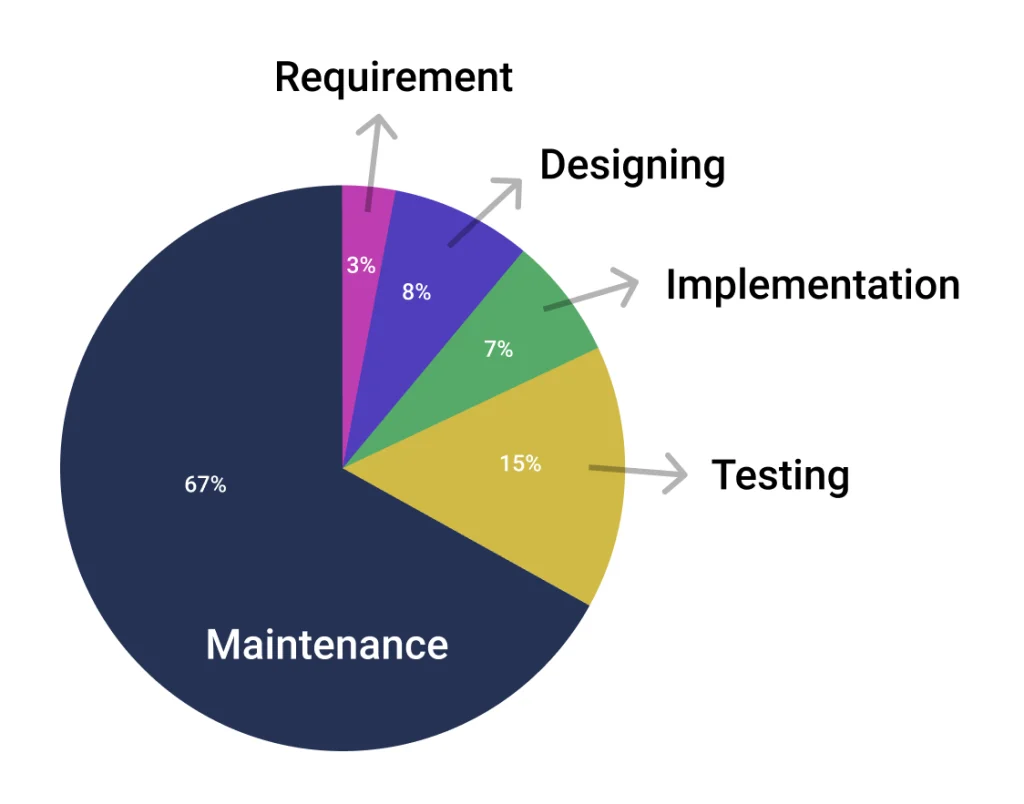 Requirement
Designing
3%
8%
Implementation
7%
15%
Testing
67%
Maintenance